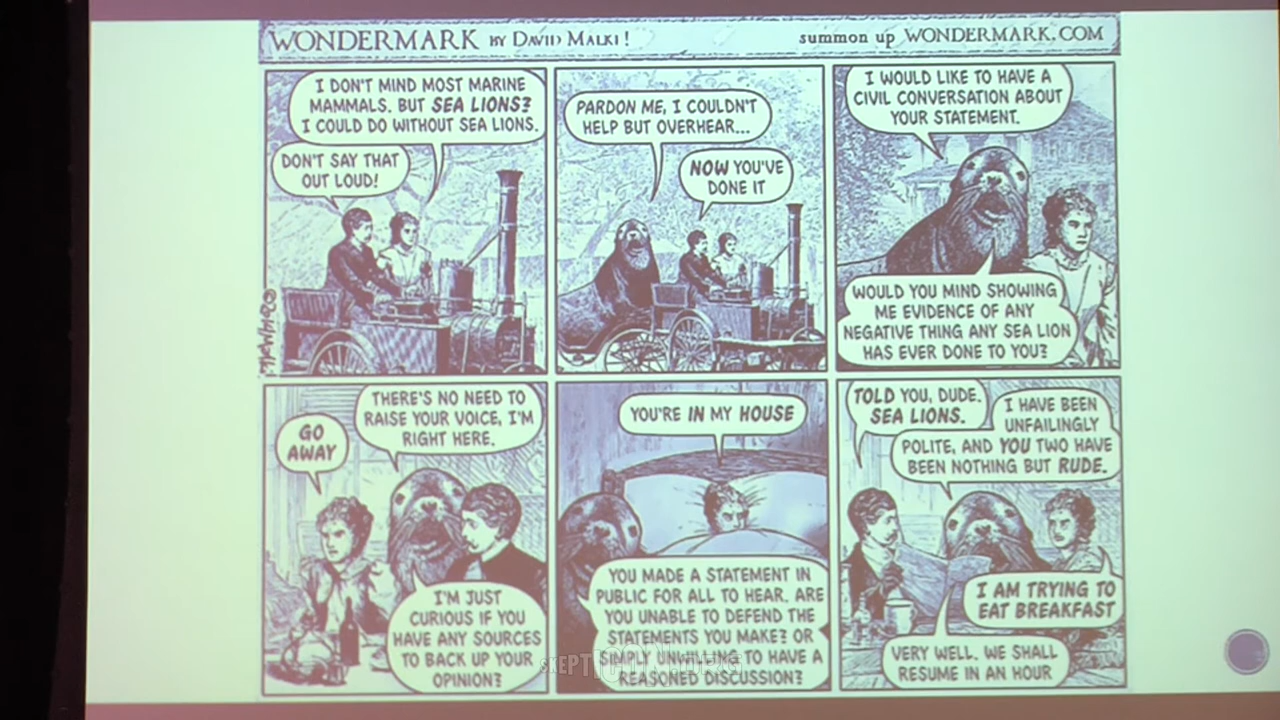 WONDERMARK BY DAVID MALKI !
summon up WONDERMARK.COM
I DON'T MIND MOST MARINE
MAMMALS. BUT SEA LIONS?
I COULD DO WITHOUT SEA LIONS.
DON'T SAY THAT
OUT LOUD!
PARDON ME, I COULDN'T
HELP BUT OVERHEAR...
NOW YOU'VE
DONE IT
I WOULD LIKE TO HAVE A
CIVIL CONVERSATION ABOUT
YOUR STATEMENT.
WOULD YOU MIND SHOWING
ME EVIDENCE OF ANY
NEGATIVE THING ANY SEA LION
HAS EVER DONE TO YOU?
GO
AWAY
THERE'S NO NEED TO
RAISE YOUR VOICE, I'M
RIGHT HERE.
I'M JUST
CURIOUS IF YOU
HAVE ANY SOURCES
TO BACK UP YOUR
OPINION?
YOU'RE IN MY HOUSE
YOU MADE A STATEMENT IN
PUBLIC FOR ALL TO HEAR. ARE
YOU UNABLE TO DEFEND THE
STATEMENTS YOU MAKE? OR
SIMPLY UNWILLING TO HAVE A
REASONED DISCUSSION?
TOLD YOU, DUDE.
SEA LIONS.
I HAVE BEEN
UNFAILINGLY
POLITE, AND YOU TWO HAVE
BEEN NOTHING BUT RUDE.
I AM TRYING TO
EAT BREAKFAST
VERY WELL. WE SHALL
RESUME IN AN HOUR